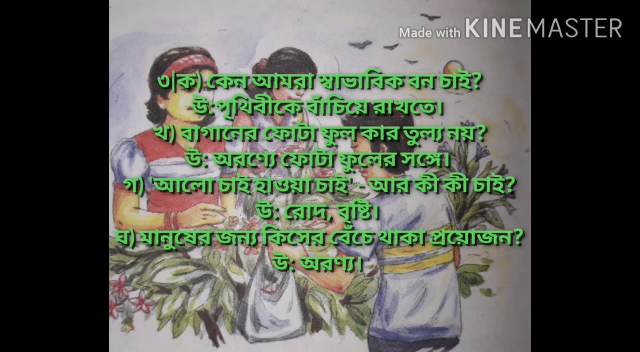 Made with KINEMASTER
৩|ক) কেন আমরা স্বাভাবিক বন চাই?
উ: পৃথিবীকে বাঁচিয়ে রাখতে।
খ) বাগানের ফোটা ফুল কার তুল্য নয়?
উ: অরণ্যে ফোটা ফুলের সঙ্গে।
গ) 'আলো চাই হাওয়া চাই' - আর কী কী চাই?
উ: রোদ, বৃষ্টি।
ঘ) মানুষের জন্য কিসের বেঁচে থাকা প্রয়োজন?
উ: অরণ্য।